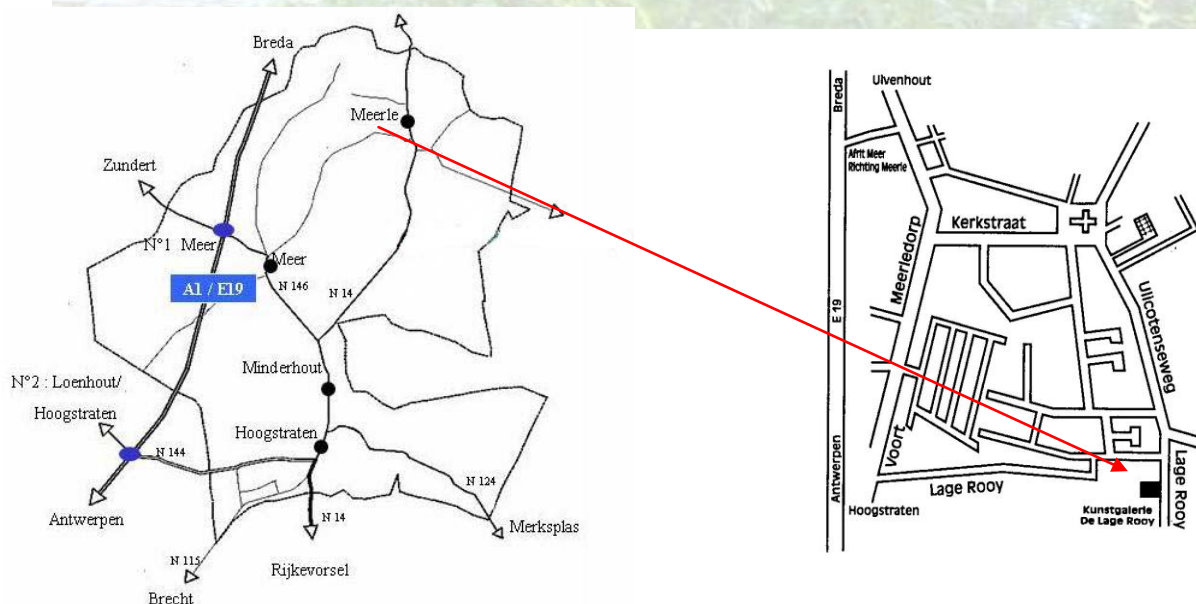 Breda
Meerle
Zundert
N°1 Meer
Meer
A1 / E19
N 146
N 14
Minderhout
N°2 : Loenhout/
Hoogstraten
Hoogstraten
N 144
N 124
Antwerpen
N 14
Merksplas
N 115
Rijkevorsel
Brecht
Breda
Ulvenhout
Afrit Meer
Richting Meerle
Kerkstraat
Meerledorp
E 19
Ulicotenseweg
Voort
Antwerpen
Lage Rooy
Lage Rooy
Hoogstraten
Kunstgalerie
De Lage Rooy